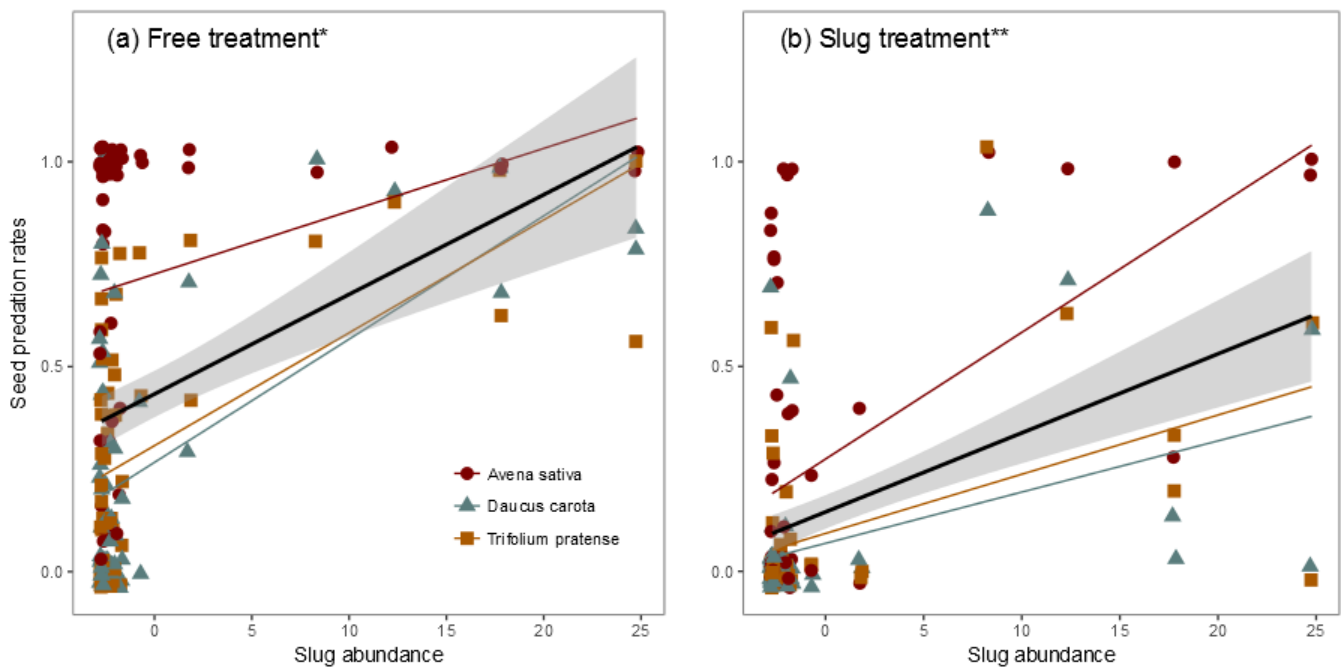 (a) Free treatment*
(b) Slug treatment**
Seed predation rates
1.0
0.5
0.0
Avena sativa
Daucus carota
Trifolium pratense
0 5 10 15 20 25
Slug abundance
1.0
0.5
0.0
0 5 10 15 20 25
Slug abundance